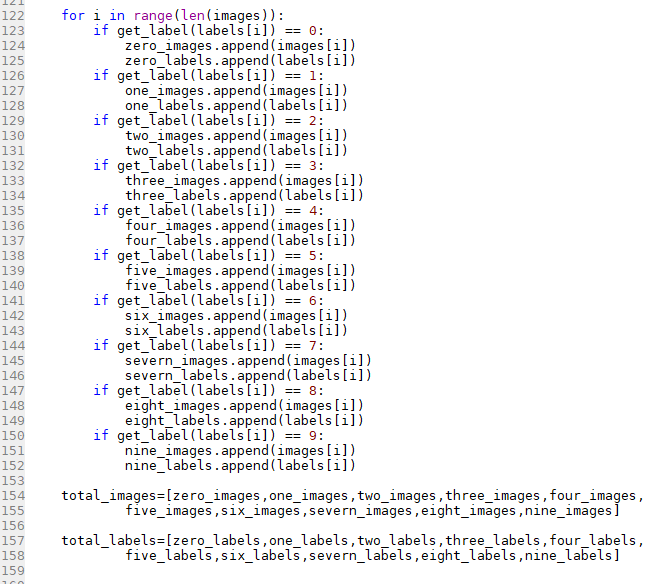 121
122 for i in range(len(images)):
123 if get_label(labels[i]) == 0:
124 zero_images.append(images[i])
125 zero_labels.append(labels[i])
126 if get_label(labels[i]) == 1:
127 one_images.append(images[i])
128 one_labels.append(labels[i])
129 if get_label(labels[i]) == 2:
130 two_images.append(images[i])
131 two_labels.append(labels[i])
132 if get_label(labels[i]) == 3:
133 three_images.append(images[i])
134 three_labels.append(labels[i])
135 if get_label(labels[i]) == 4:
136 four_images.append(images[i])
137 four_labels.append(labels[i])
138 if get_label(labels[i]) == 5:
139 five_images.append(images[i])
140 five_labels.append(labels[i])
141 if get_label(labels[i]) == 6:
142 six_images.append(images[i])
143 six_labels.append(labels[i])
144 if get_label(labels[i]) == 7:
145 severn_images.append(images[i])
146 severn_labels.append(labels[i])
147 if get_label(labels[i]) == 8:
148 eight_images.append(images[i])
149 eight_labels.append(labels[i])
150 if get_label(labels[i]) == 9:
151 nine_images.append(images[i])
152 nine_labels.append(labels[i])
153
154 total_images=[zero_images,one_images,two_images,three_images,four_images,
155 five_images,six_images,severn_images,eight_images,nine_images]
156
157 total_labels=[zero_labels,one_labels,two_labels,three_labels,four_labels,
158 five_labels,six_labels,severn_labels,eight_labels,nine_labels]
159
160